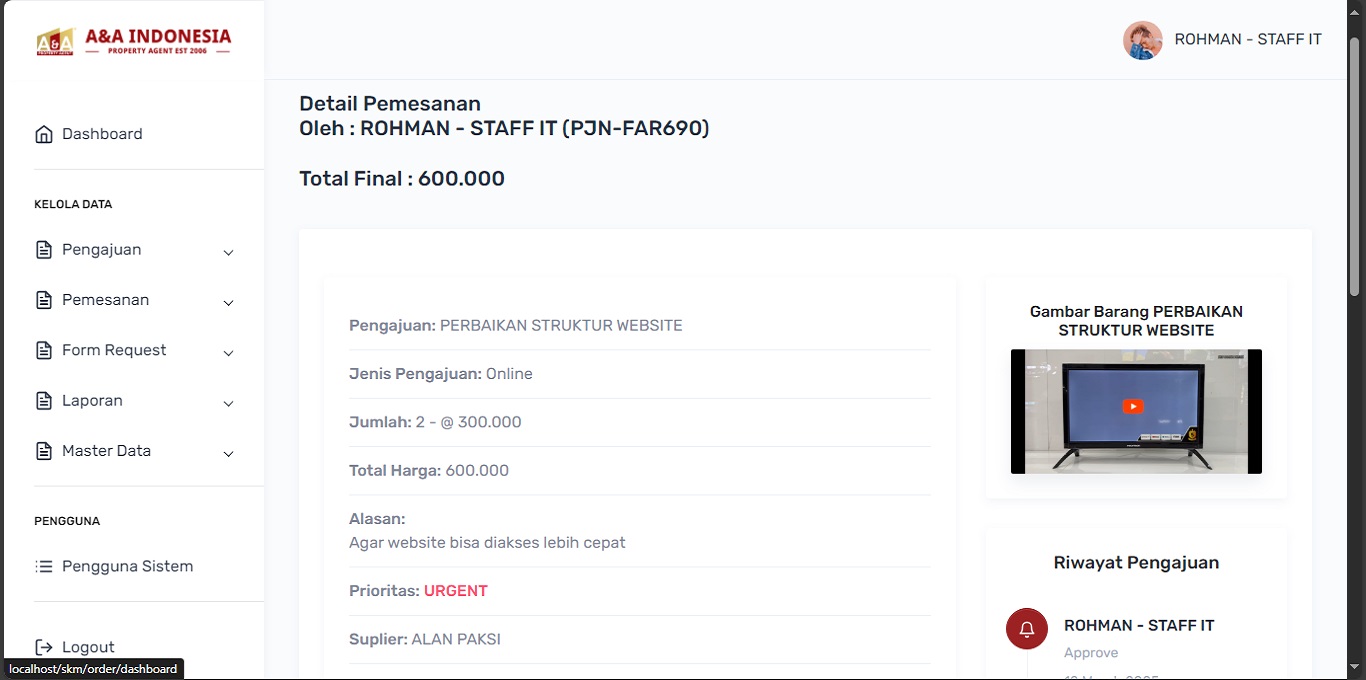 A&A INDONESIA
PROPERTY AGENT EST 2006
ROHMAN - STAFF IT
Dashboard
KELOLA DATA
Pengajuan
Pemesanan
Form Request
Laporan
Master Data
PENGGUNA
Pengguna Sistem
Logout
localhost/skm/order/dashboard
Detail Pemesanan
Oleh : ROHMAN - STAFF IT (PJN-FAR690)
Total Final : 600.000
Pengajuan: PERBAIKAN STRUKTUR WEBSITE
Jenis Pengajuan: Online
Jumlah: 2 - @ 300.000
Total Harga: 600.000
Alasan:
Agar website bisa diakses lebih cepat
Prioritas: URGENT
Suplier: ALAN PAKSI
Gambar Barang PERBAIKAN
STRUKTUR WEBSITE
Riwayat Pengajuan
ROHMAN - STAFF IT
Approve